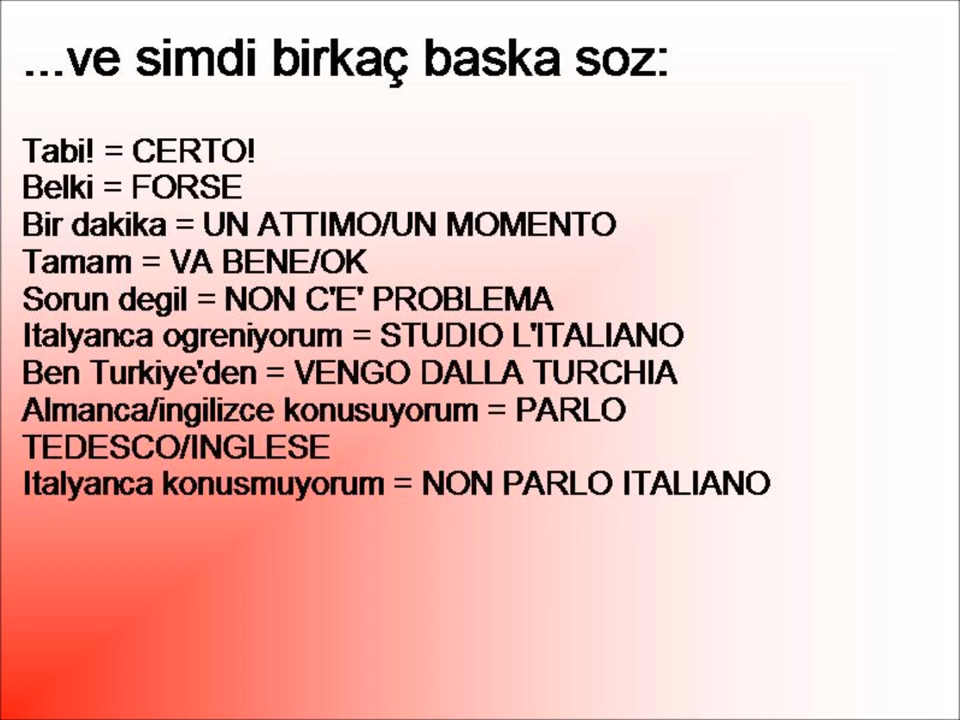 ...ve simdi birkaç baska soz:
Tabi! = CERTO!
Belki = FORSE
Bir dakika = UN ATTIMO/UN MOMENTO
Tamam = VA BENE/OK
Sorun degil = NON C'E' PROBLEMA
Italyanca ogreniyorum = STUDIO L'ITALIANO
Ben Turkiye'den = VENGO DALLA TURCHIA
Almanca/ingilizce konusuyorum = PARLO
TEDESCO/INGLESE
Italyanca konusmuyorum = NON PARLO ITALIANO